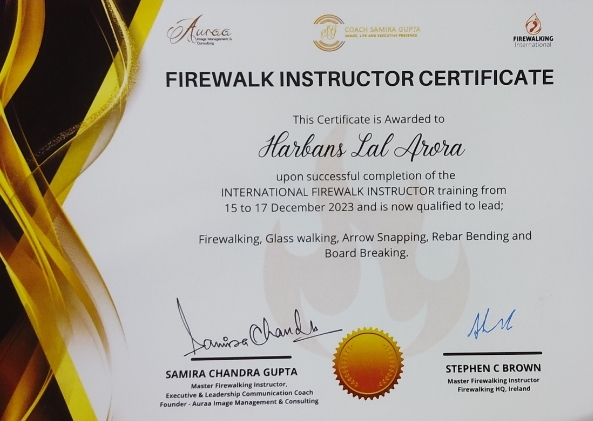 Auraa
Image Management &
Consulting
COACH SAMIRA GUPTA
FIREWALKING
International
FIREWALK INSTRUCTOR CERTIFICATE
This Certificate is Awarded to
Harbans Lal Arora
upon successful completion of the
INTERNATIONAL FIREWALK INSTRUCTOR training from
15 to 17 December 2023 and is now qualified to lead;
Firewalking, Glass walking, Arrow Snapping, Rebar Bending and
Board Breaking.
Samira Chandra
SAMIRA CHANDRA GUPTA
Master Firewalking Instructor,
Executive & Leadership Communication Coach
Founder - Auraa Image Management & Consulting
STEPHEN C BROWN
Master Firewalking Instructor
Firewalking HQ, Ireland